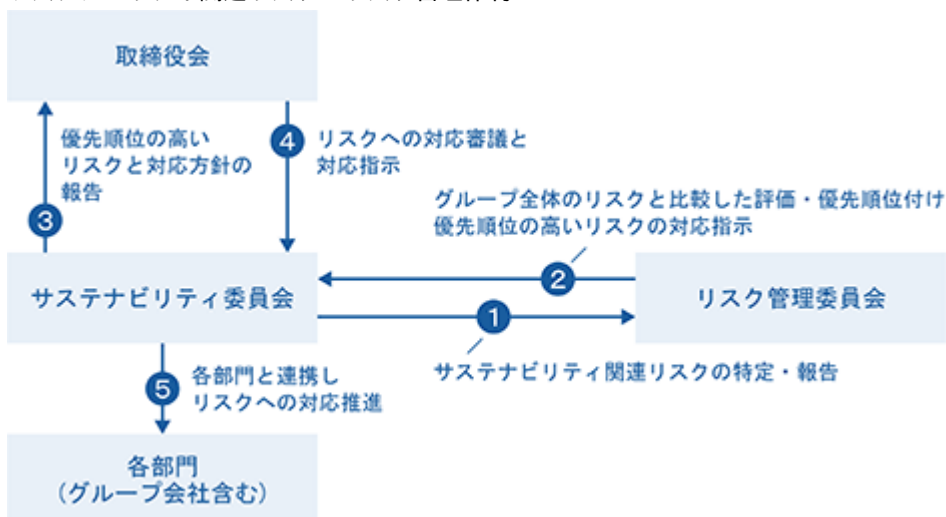 取締役会
優先順位の高い
リスクと対応方針の
報告
3
4
リスクへの対応審議と
対応指示
グループ全体のリスクと比較した評価・優先順位付け
優先順位の高いリスクの対応指示
2
サステナビリティ委員会
リスク管理委員会
1
サステナビリティ関連リスクの特定・報告
5
各部門と連携し
リスクへの対応推進
各部門
（グループ会社含む）